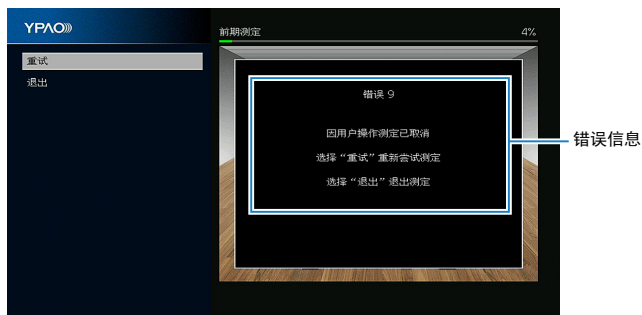 YPAO
重试
退出
前期测定 4%
错误 9
因用户操作测定已取消
选择“重试”重新尝试测定
选择“退出”退出测定
错误信息